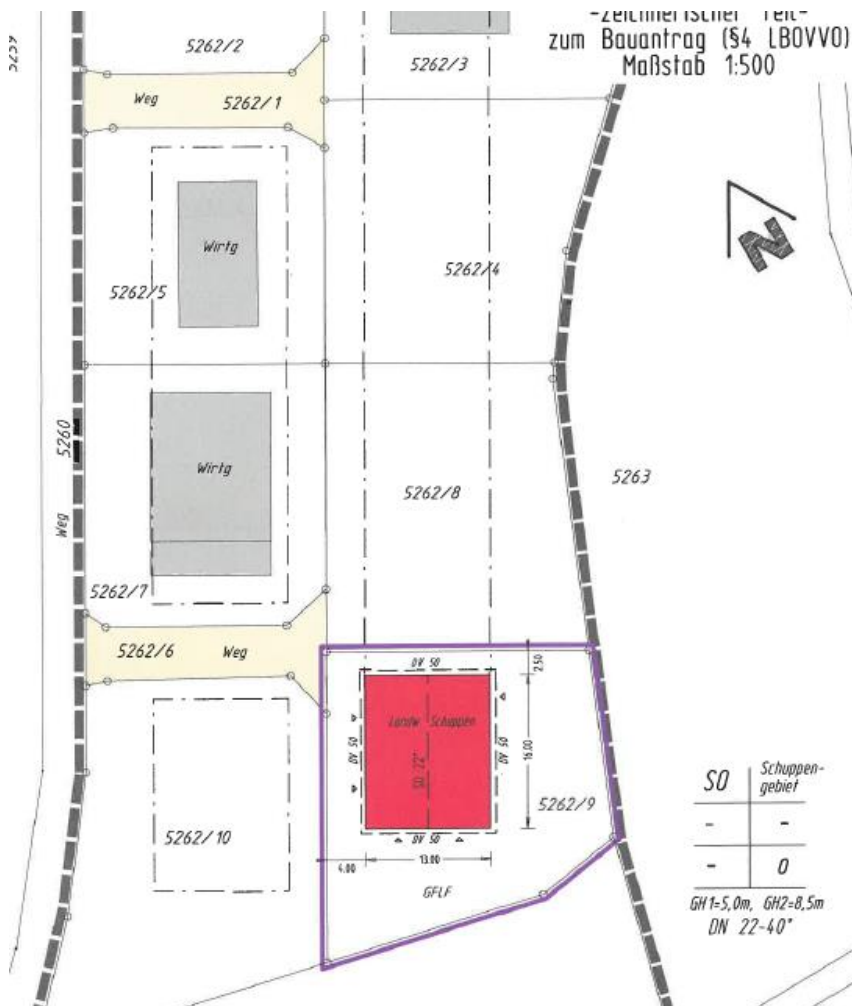 -zeichnerischer Teil-
zum Bauantrag (§4 LBOVVO)
Maßstab 1:500
5259
5262/2
5262/3
Weg 5262/1
Wirtg
5262/4
5262/5
N
5260
Wirtg
5262/8
5263
Weg
5262/7
5262/6 Weg
DV 50
2.50
Landw Schuppen
DV 50
SD 22°
DV 50
16.00
5262/9
5262/10
DV 50
4.00
13.00
GFLF
SO Schuppen-
gebiet
- -
- 0
GH1=5,0m, GH2=8,5m
DN 22-40°